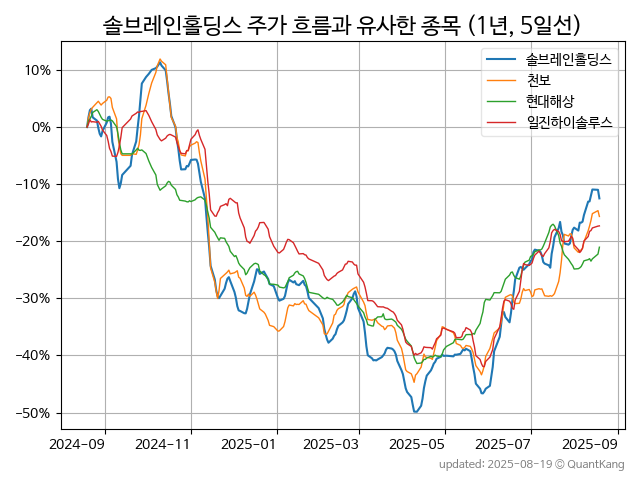 솔브레인홀딩스 주가 흐름과 유사한 종목 (1년, 5일선)
솔브레인홀딩스
천보
현대해상
일진하이솔루스
10%
0%
−10%
−20%
−30%
−40%
−50%
2024-09
2024-11
2025-01
2025-03
2025-05
2025-07
2025-09
updated: 2025-08-19 © QuantKang